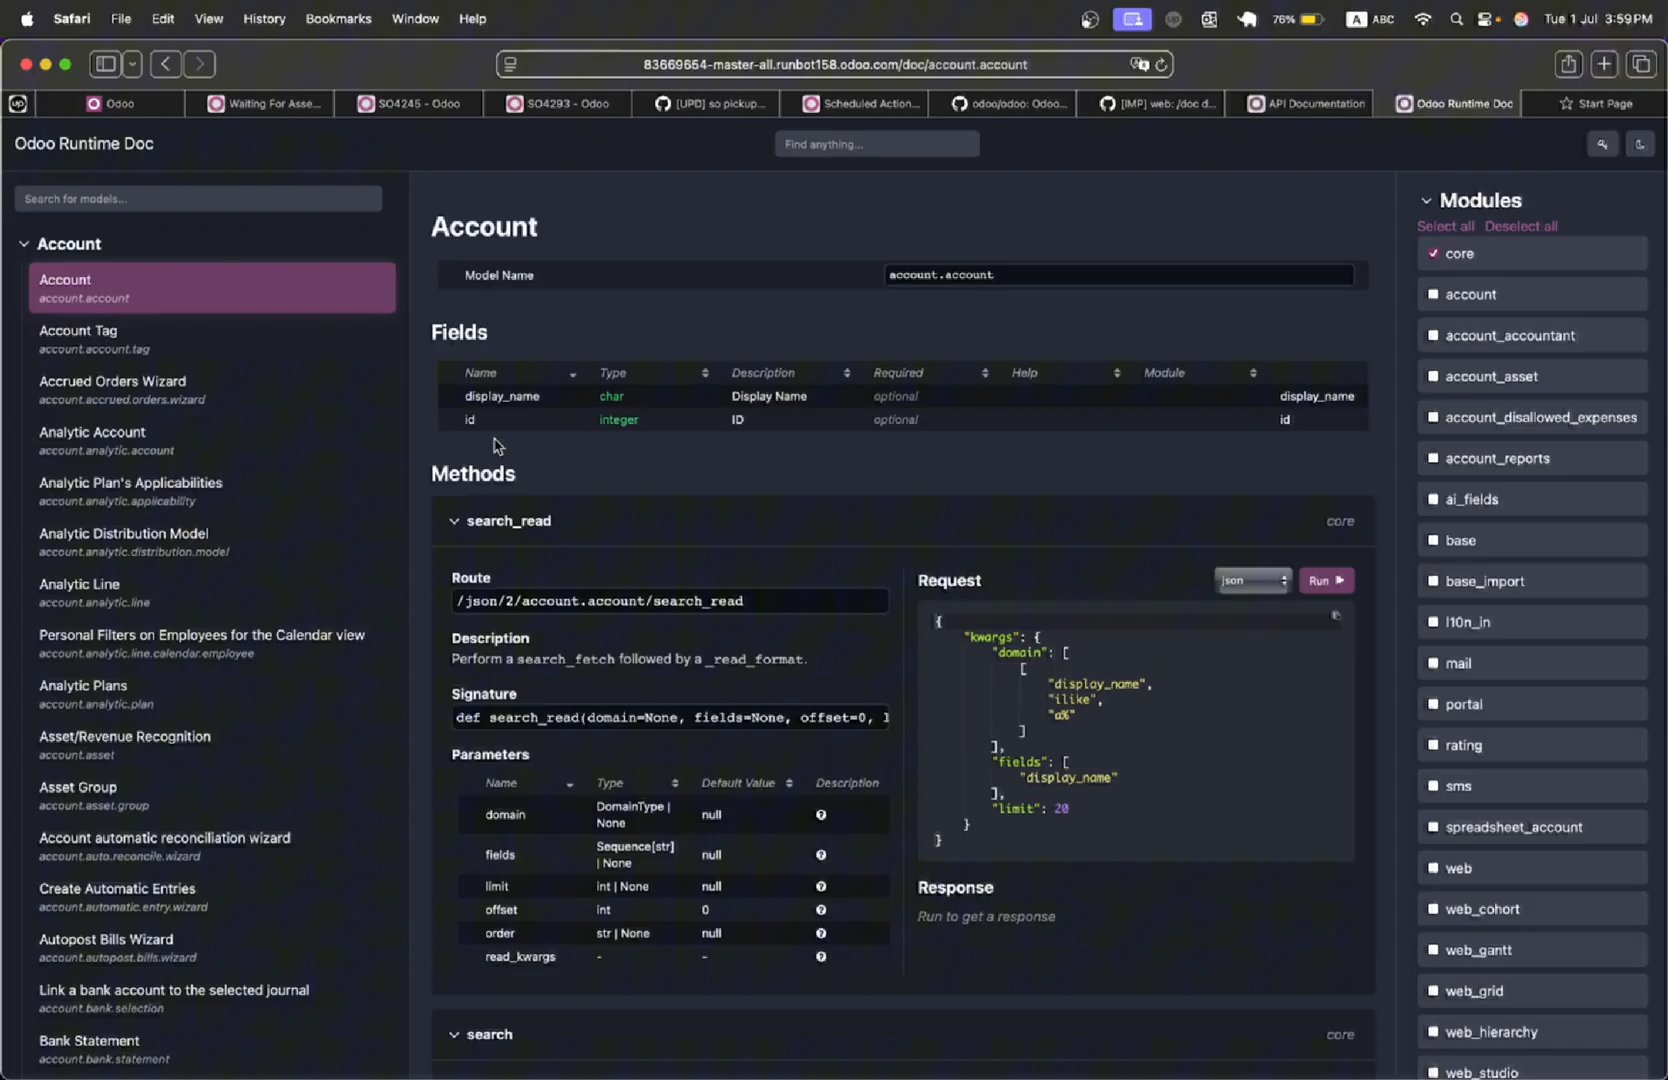 Safari File Edit View History Bookmarks Window Help 76% A ABC Tue 1 Jul 3:59PM
83669654-master-all.runbot158.odoo.com/doc/account.account
up Odoo Waiting For Asse... SO4245 - Odoo SO4293 - Odoo [UPD] so pickup... Scheduled Action... odoo/odoo: Odoo... [IMP] web: /doc d... API Documentation Odoo Runtime Doc Start Page
Odoo Runtime Doc
Find anything...
Search for models...
Account
Account
account.account
Account Tag
account.account.tag
Accrued Orders Wizard
account.accrued.orders.wizard
Analytic Account
account.analytic.account
Analytic Plan's Applicabilities
account.analytic.applicability
Analytic Distribution Model
account.analytic.distribution.model
Analytic Line
account.analytic.line
Personal Filters on Employees for the Calendar view
account.analytic.line.calendar.employee
Analytic Plans
account.analytic.plan
Asset/Revenue Recognition
account.asset
Asset Group
account.asset.group
Account automatic reconciliation wizard
account.auto.reconcile.wizard
Create Automatic Entries
account.automatic.entry.wizard
Autopost Bills Wizard
account.autopost.bills.wizard
Link a bank account to the selected journal
account.bank.selection
Bank Statement
account.bank.statement
Account
Model Name account.account
Fields
Name Type Description Required Help Module
display_name char Display Name optional display_name
id integer ID optional id
Methods
search_read core
Route
/json/2/account.account/search_read
Description
Perform a search_fetch followed by a _read_format.
Signature
def search_read(domain=None, fields=None, offset=0, l
Parameters
Name Type Default Value Description
domain DomainType | None null
fields Sequence[str] | None null
limit int | None null
offset int 0
order str | None null
read_kwargs - -
Request json Run
{
"kwargs": {
"domain": [
[
"display_name",
"ilike",
"a%"
]
],
"fields": [
"display_name"
],
"limit": 20
}
}
Response
Run to get a response
search core
Modules
Select all Deselect all
core
account
account_accountant
account_asset
account_disallowed_expenses
account_reports
ai_fields
base
base_import
l10n_in
mail
portal
rating
sms
spreadsheet_account
web
web_cohort
web_gantt
web_grid
web_hierarchy
web_studio